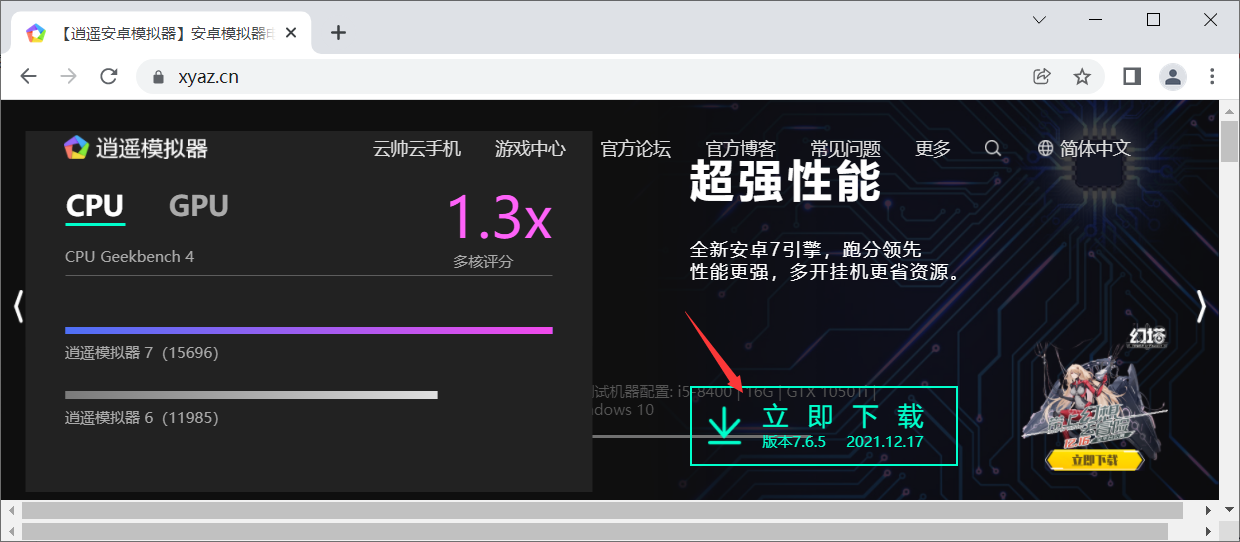 【逍遥安卓模拟器】安卓模拟器
xyaz.cn
逍遥模拟器
云帅云手机
游戏中心
官方论坛
官方博客
常见问题
更多
简体中文
CPU
GPU
1.3x
CPU Geekbench 4
多核评分
逍遥模拟器 7 (15696)
逍遥模拟器 6 (11985)
超强性能
全新安卓7引擎，跑分领先
性能更强，多开挂机更省资源。
试机器配置: i5-8400 | 16G | GTX 1050TI |
ndows 10
立即下载
版本7.6.5 2021.12.17
幻塔
12.16
立即下载